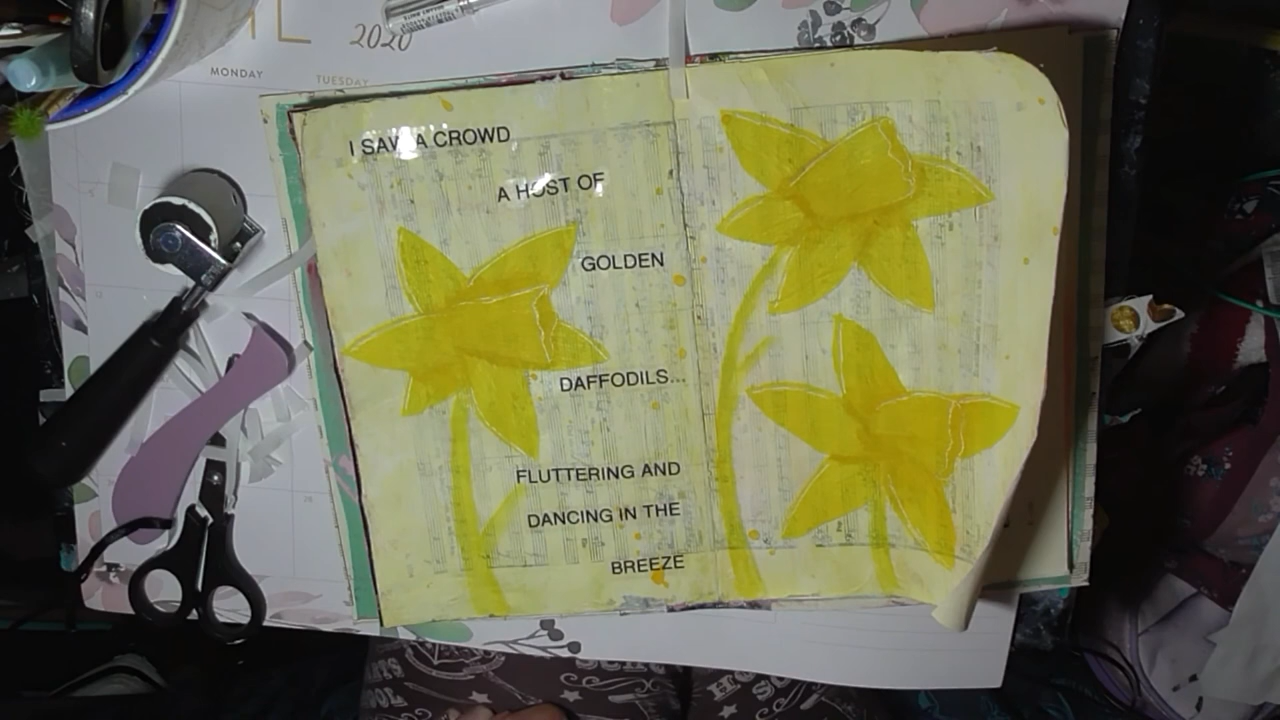 2020
MONDAY
TUESDAY
I SAW A CROWD
A HOST OF
GOLDEN
DAFFODILS...
FLUTTERING AND
DANCING IN THE
BREEZE